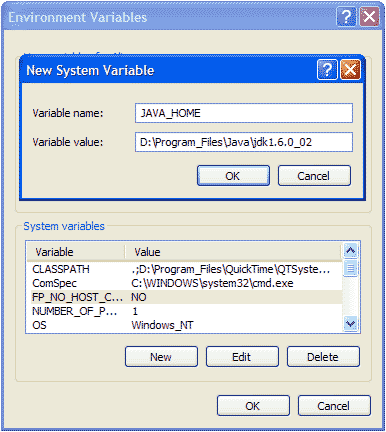 Environment Variables
New System Variable
Variable name: JAVA_HOME
Variable value: D:\Program_Files\Java\jdk1.6.0_02
OK Cancel
System variables
Variable Value
CLASSPATH .;D:\Program_Files\QuickTime\QTSyste...
ComSpec C:\WINDOWS\system32\cmd.exe
FP_NO_HOST_C... NO
NUMBER_OF_P... 1
OS Windows_NT
New Edit Delete
OK Cancel